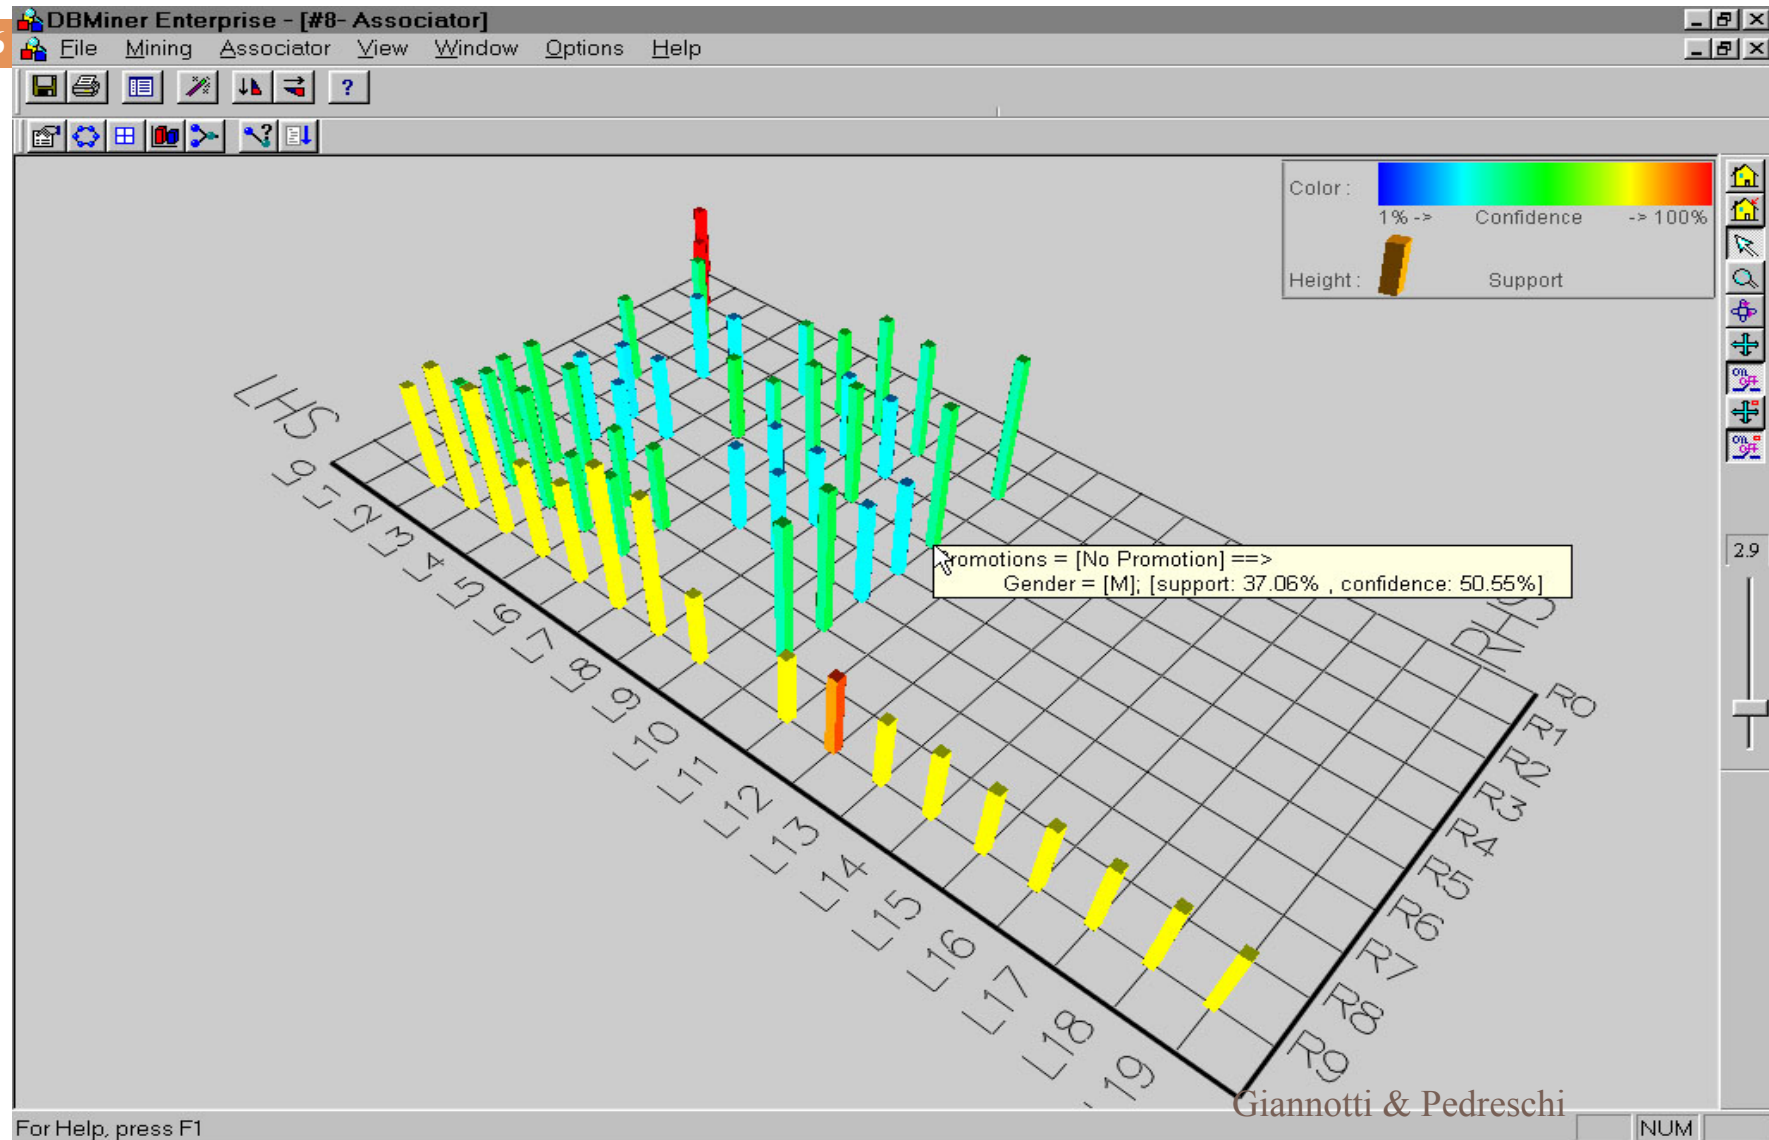 DBMiner Enterprise - [#8- Associator]
File Mining Associator View Window Options Help
Color :
1% -> Confidence -> 100%
Height : Support
2.9
LHS
L0
L1
L2
L3
L4
L5
L6
L7
L8
L9
L10
L11
L12
L13
L14
L15
L16
L17
L18
L19
romotions = [No Promotion] ==>
Gender = [M]; [support: 37.06% , confidence: 50.55%]
RHS
R0
R1
R2
R3
R4
R5
R6
R7
R8
R9
Giannotti & Pedreschi
For Help, press F1
NUM